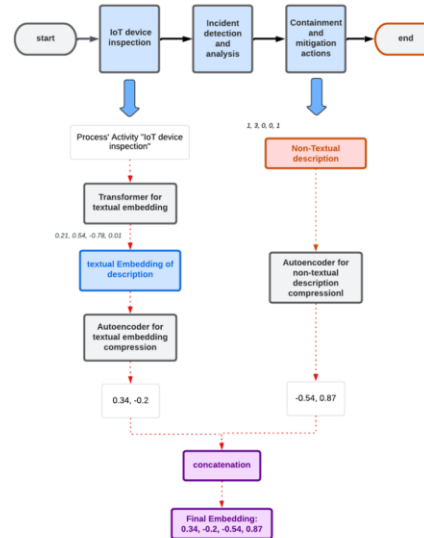 start
IoT device
inspection
Incident
detection
and
analysis
Containment
and
mitigation
actions
end
Process' Activity "IoT device
inspection"
1, 3, 0, 0, 1
Non-Textual
description
Transformer for
textual embedding
0.21, 0.54, -0.78, 0.01
textual Embedding of
description
Autoencoder for
non-textual
description
compressionl
Autoencoder for
textual embedding
compression
0.34, -0.2
-0.54, 0.87
concatenation
Final Embedding:
0.34, -0.2, -0.54, 0.87